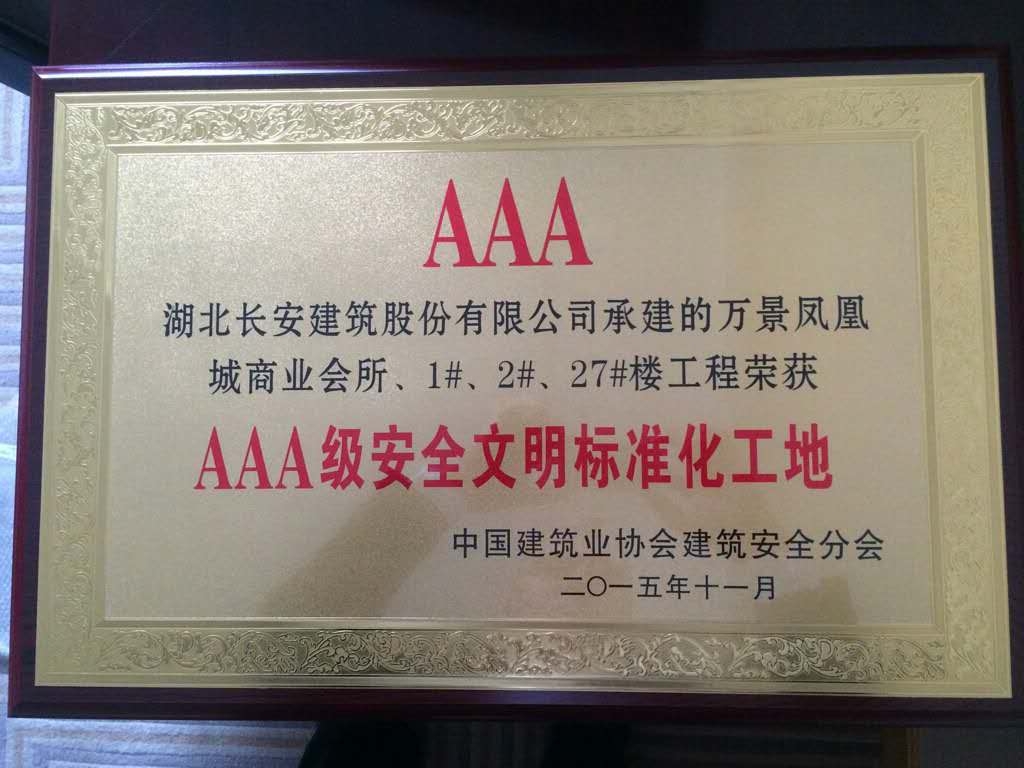 AAA
湖北长安建筑股份有限公司承建的万景凤凰
城商业会所、1#、2#、27#楼工程荣获
AAA级安全文明标准化工地
中国建筑业协会建筑安全分会
二〇一五年十一月